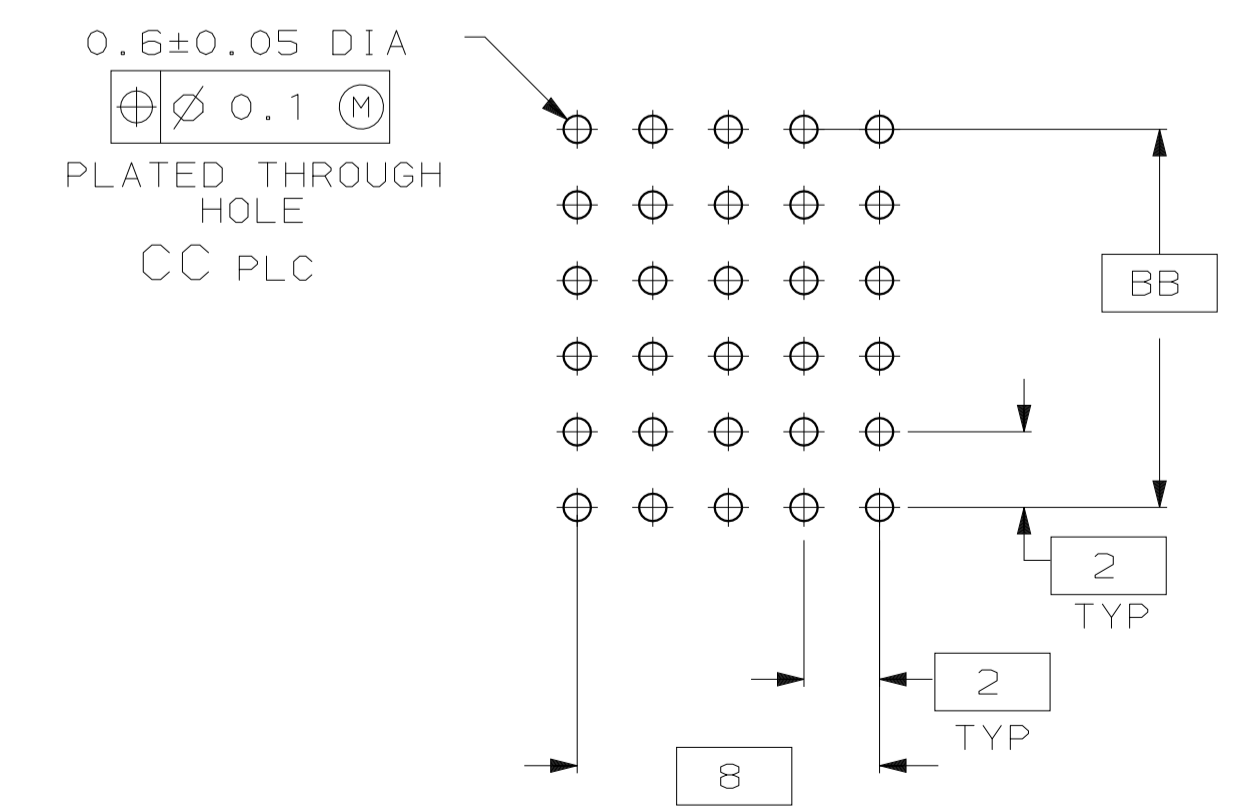 0.6±0.05 DIA
⌖ ⌀ 0.1 Ⓜ
PLATED THROUGH
HOLE
CC PLC
BB
2
TYP
2
TYP
8